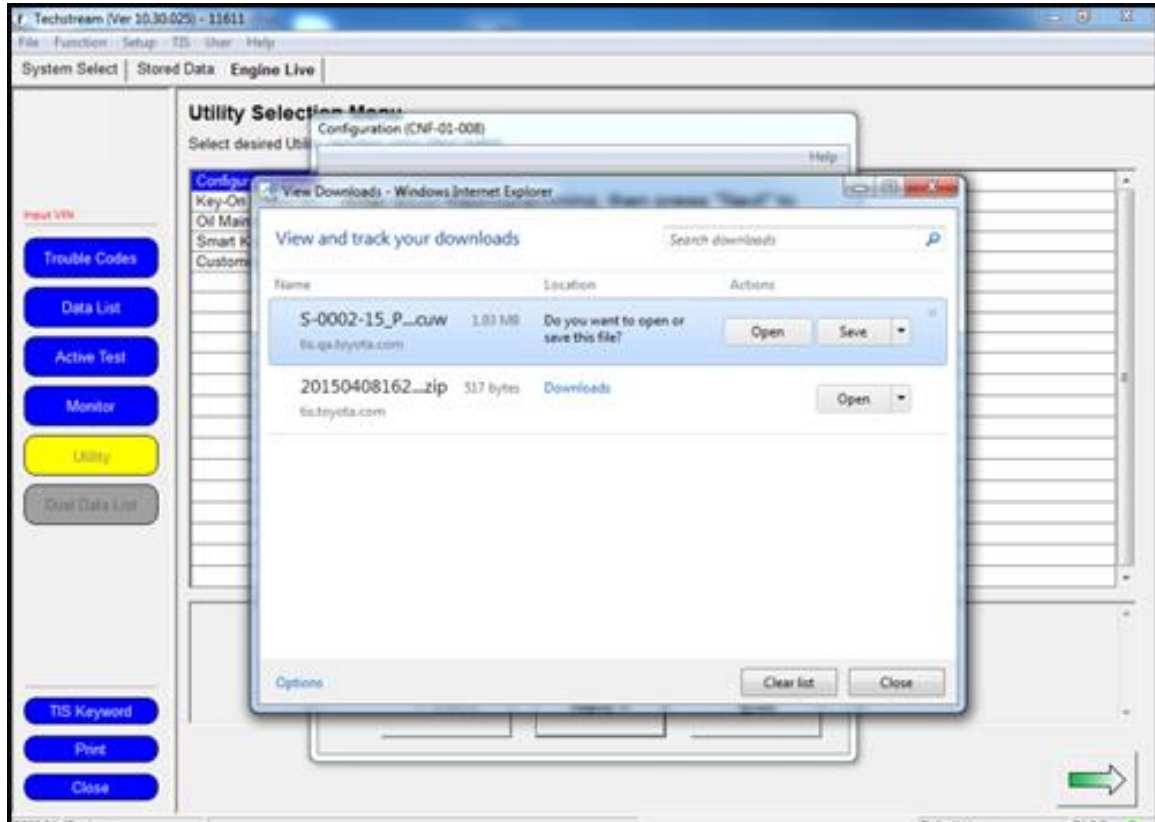 Techstream (Ver 10.30.025) - 11611
File Function Setup TIS User Help
System Select Stored Data Engine Live
Utility Selection Menu
Select desired
Configuration (CNF-01-008)
Help
Key-On
Oil Main
Smart K
Custom
Input VIN
Trouble Codes
Data List
Active Test
Monitor
Utility
Dual Data List
TIS Keyword
Print
Close
View Downloads - Windows Internet Explorer
View and track your downloads
Search downloads
Name Location Actions
S-0002-15_P...cuw 1.03 MB Do you want to open or
save this file?
Open Save
tis.qa.toyota.com
20150408162...zip 517 bytes Downloads Open
tis.toyota.com
Options Clear list Close